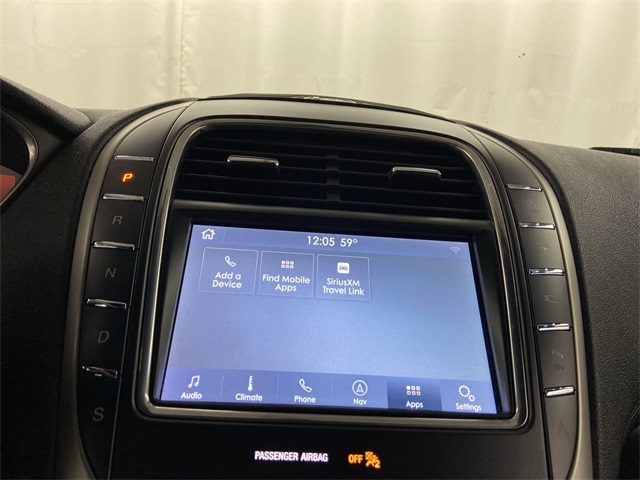 12:05 59°
Add a
Device
Find Mobile
Apps
SiriusXM
Travel Link
P
R
N
D
S
Audio
Climate
Phone
Nav
Apps
Settings
PASSENGER AIRBAG
OFF